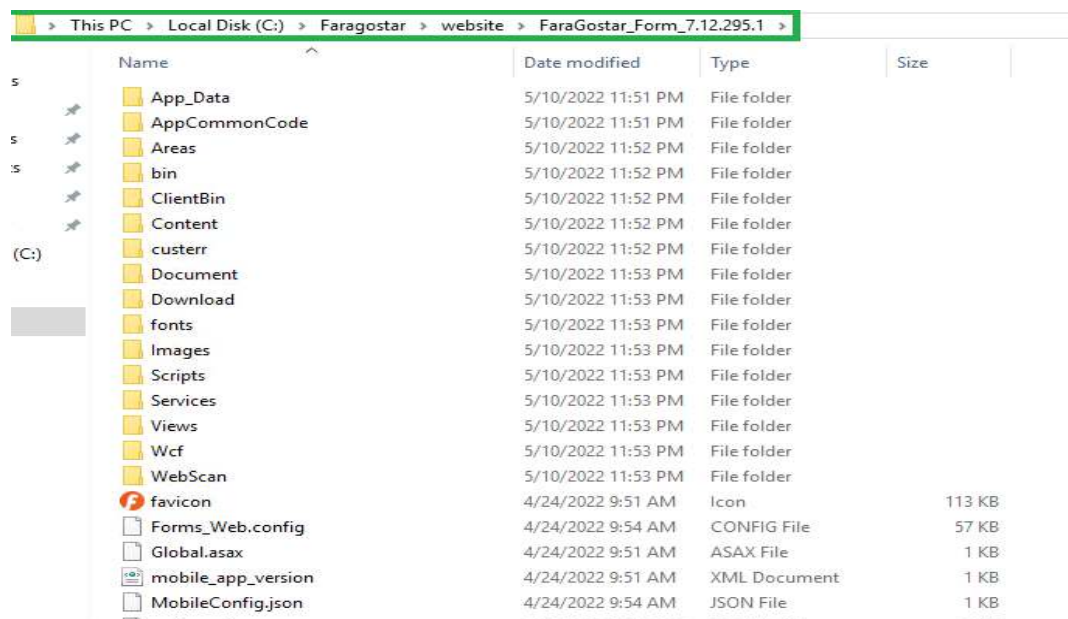 This PC > Local Disk (C:) > Faragostar > website > FaraGostar_Form_7.12.295.1 >
Name Date modified Type Size
s
App_Data 5/10/2022 11:51 PM File folder
AppCommonCode 5/10/2022 11:51 PM File folder
s Areas 5/10/2022 11:52 PM File folder
:s bin 5/10/2022 11:52 PM File folder
ClientBin 5/10/2022 11:52 PM File folder
Content 5/10/2022 11:52 PM File folder
(C:) custerr 5/10/2022 11:52 PM File folder
Document 5/10/2022 11:53 PM File folder
Download 5/10/2022 11:53 PM File folder
fonts 5/10/2022 11:53 PM File folder
Images 5/10/2022 11:53 PM File folder
Scripts 5/10/2022 11:53 PM File folder
Services 5/10/2022 11:53 PM File folder
Views 5/10/2022 11:53 PM File folder
Wcf 5/10/2022 11:53 PM File folder
WebScan 5/10/2022 11:53 PM File folder
favicon 4/24/2022 9:51 AM Icon 113 KB
Forms_Web.config 4/24/2022 9:54 AM CONFIG File 57 KB
Global.asax 4/24/2022 9:51 AM ASAX File 1 KB
mobile_app_version 4/24/2022 9:51 AM XML Document 1 KB
MobileConfig.json 4/24/2022 9:54 AM JSON File 1 KB